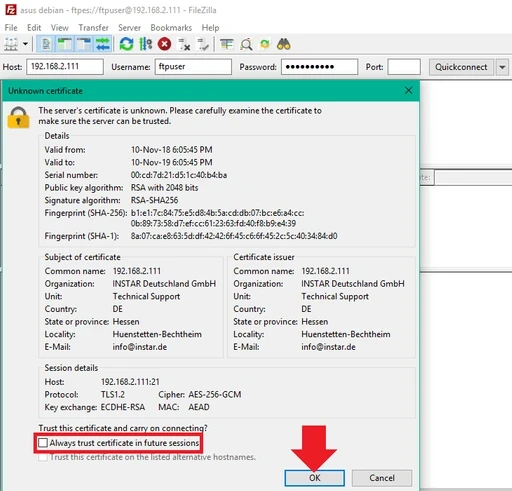 asus debian - ftpes://ftpuser@192.168.2.111 - FileZilla
File Edit View Transfer Server Bookmarks Help
Host: 192.168.2.111 Username: ftpuser Password: ●●●●●●●●●● Port: Quickconnect
Unknown certificate
The server's certificate is unknown. Please carefully examine the certificate to
make sure the server can be trusted.
Details
Valid from: 10-Nov-18 6:05:45 PM
Valid to: 10-Nov-19 6:05:45 PM
Serial number: 00:cd:7d:21:d5:1c:40:b4:ba
Public key algorithm: RSA with 2048 bits
Signature algorithm: RSA-SHA256
Fingerprint (SHA-256): b1:e1:7c:84:75:e5:d8:4b:5a:cd:db:07:bc:e6:a4:cc:
0b:89:73:58:d7:ef:cc:61:23:63:fd:40:f8:b9:e4:39
Fingerprint (SHA-1): 8a:07:ca:e8:63:5d:df:42:42:6f:45:c6:6f:45:2c:5c:40:34:84:d0
Subject of certificate
Common name: 192.168.2.111
Organization: INSTAR Deutschland GmbH
Unit: Technical Support
Country: DE
State or province: Hessen
Locality: Huenstetten-Bechtheim
E-Mail: info@instar.de
Certificate issuer
Common name: 192.168.2.111
Organization: INSTAR Deutschland GmbH
Unit: Technical Support
Country: DE
State or province: Hessen
Locality: Huenstetten-Bechtheim
E-Mail: info@instar.de
Session details
Host: 192.168.2.111:21
Protocol: TLS1.2 Cipher: AES-256-GCM
Key exchange: ECDHE-RSA MAC: AEAD
Trust this certificate and carry on connecting?
Always trust certificate in future sessions
Trust this certificate on the listed alternative hostnames.
OK Cancel